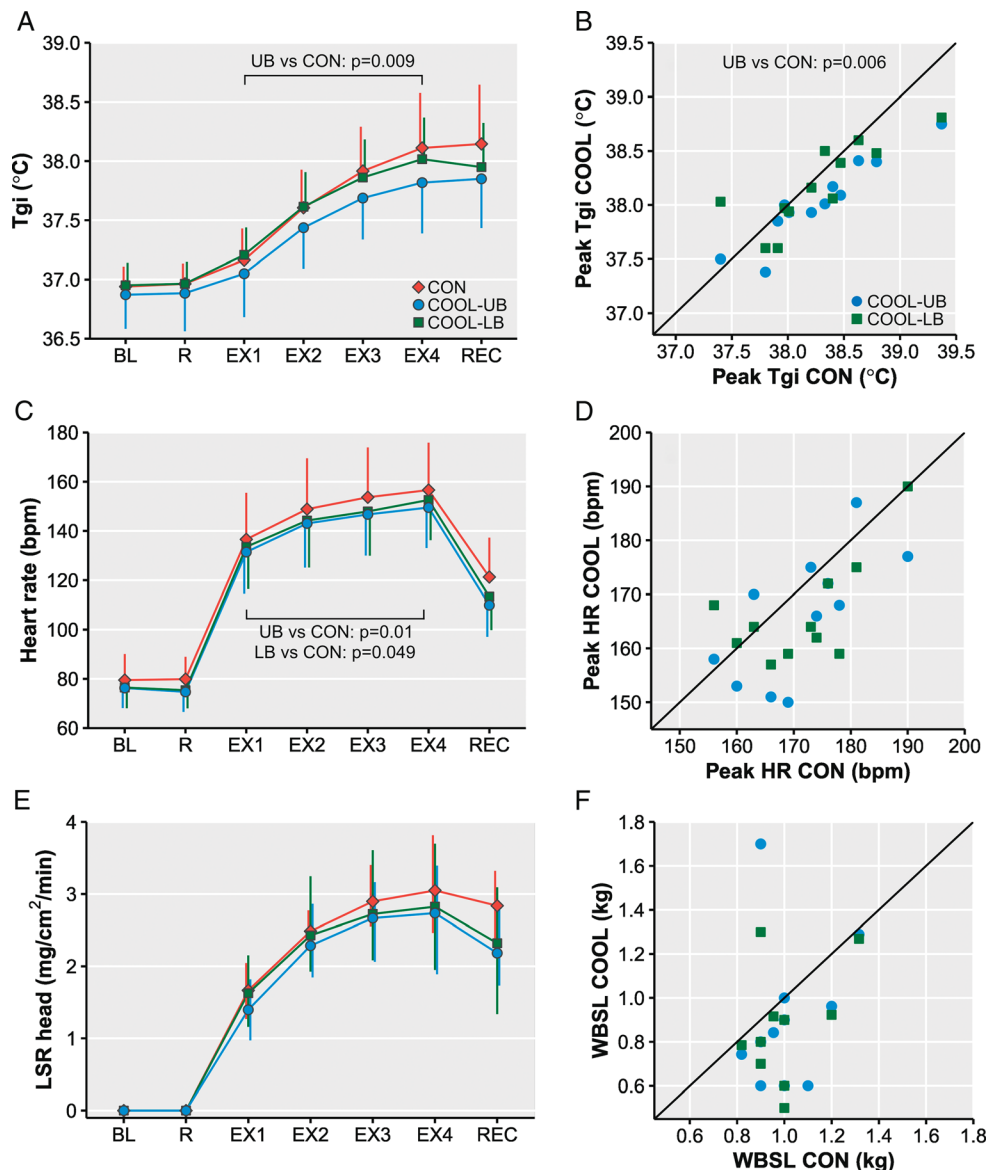 A
39.0
38.5
38.0
37.5
37.0
36.5
Tgi (°C)
UB vs CON: p=0.009
CON
COOL-UB
COOL-LB
BL R EX1 EX2 EX3 EX4 REC
B
39.5
39.0
38.5
38.0
37.5
37.0
Peak Tgi COOL (°C)
UB vs CON: p=0.006
COOL-UB
COOL-LB
37.0 37.5 38.0 38.5 39.0 39.5
Peak Tgi CON (°C)
C
180
160
140
120
100
80
60
Heart rate (bpm)
UB vs CON: p=0.01
LB vs CON: p=0.049
BL R EX1 EX2 EX3 EX4 REC
D
200
190
180
170
160
150
Peak HR COOL (bpm)
150 160 170 180 190 200
Peak HR CON (bpm)
E
4
3
2
1
0
LSR head (mg/cm²/min)
BL R EX1 EX2 EX3 EX4 REC
F
1.8
1.6
1.4
1.2
1.0
0.8
0.6
WBSL COOL (kg)
0.6 0.8 1.0 1.2 1.4 1.6 1.8
WBSL CON (kg)